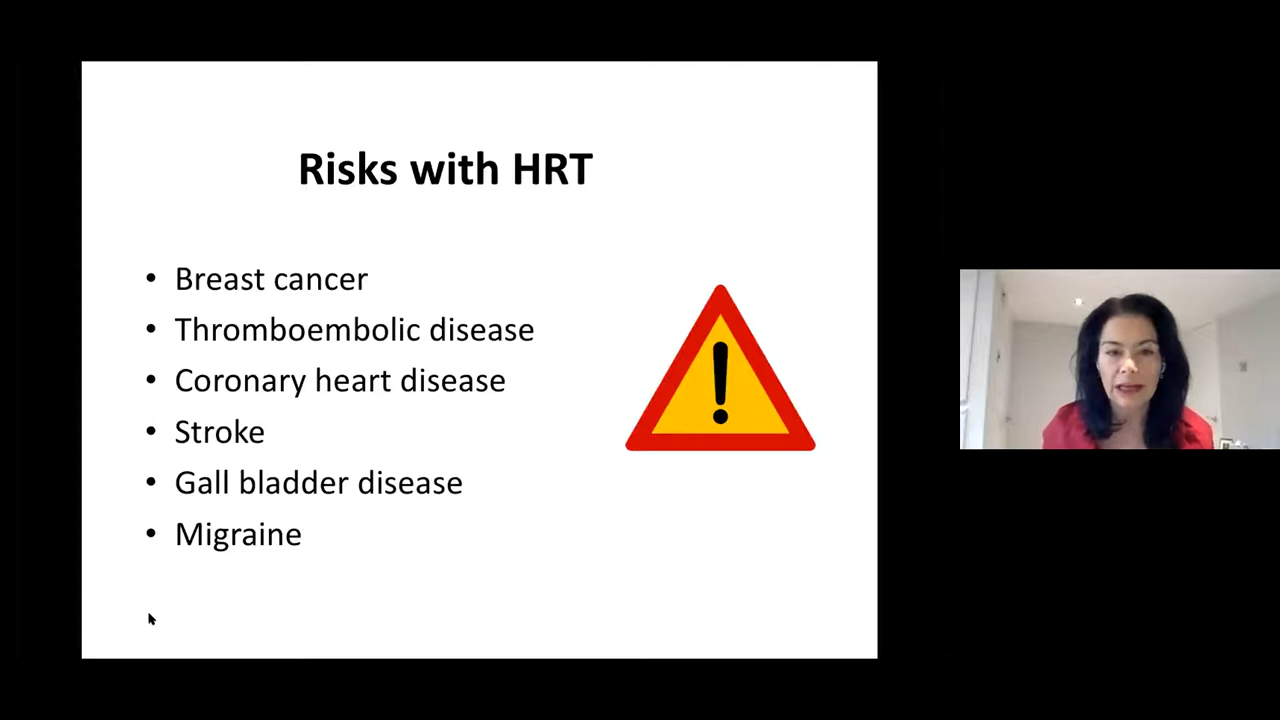 Risks with HRT
• Breast cancer
• Thromboembolic disease
• Coronary heart disease
• Stroke
• Gall bladder disease
• Migraine